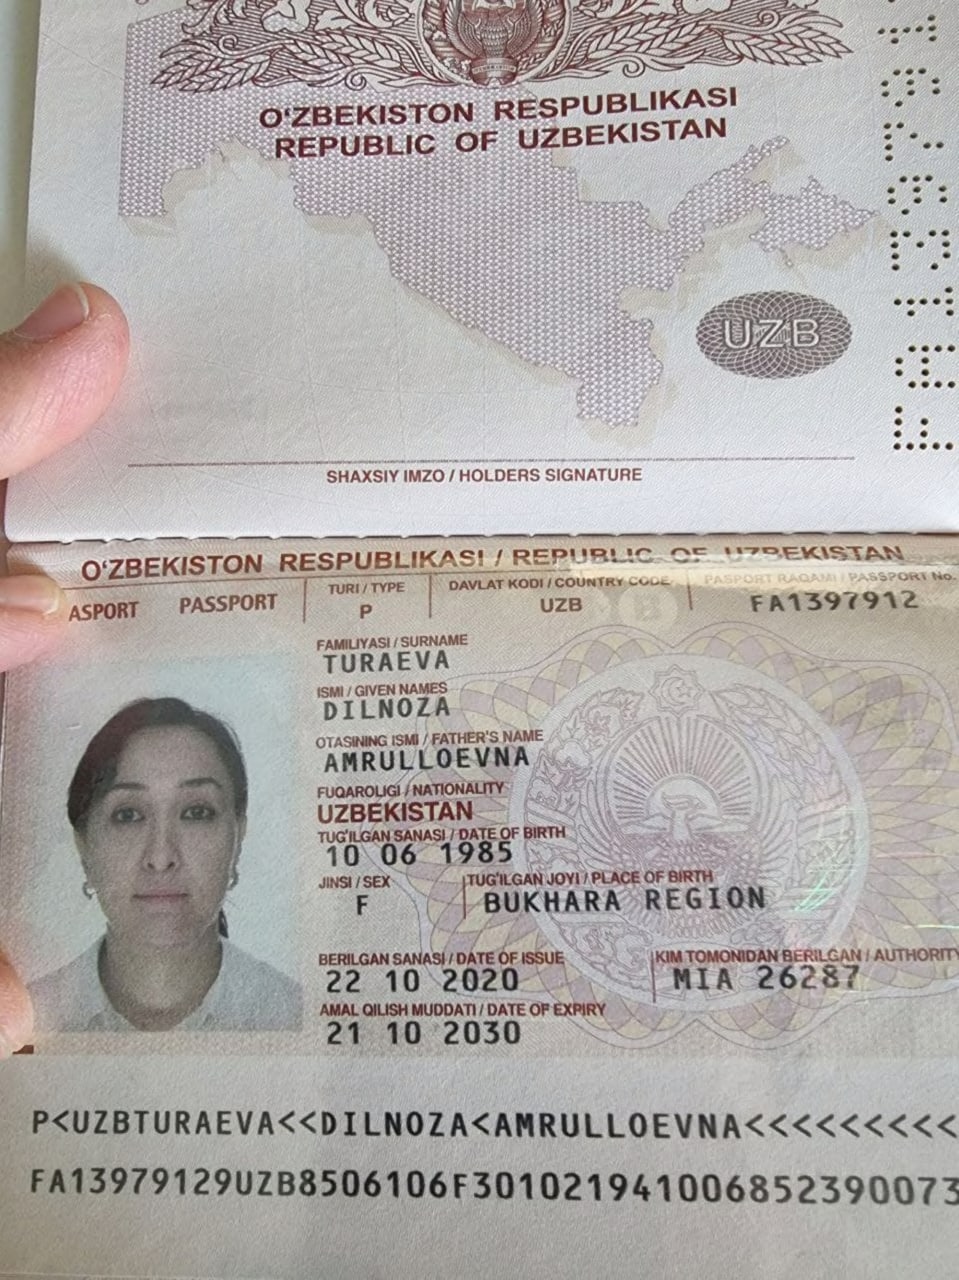 O‘ZBEKISTON RESPUBLIKASI
REPUBLIC OF UZBEKISTAN
UZB
FA1397912
SHAXSIY IMZO / HOLDERS SIGNATURE
O‘ZBEKISTON RESPUBLIKASI / REPUBLIC OF UZBEKISTAN
ASPORT PASSPORT
TURI / TYPE
P
DAVLAT KODI / COUNTRY CODE
UZB
PASPORT RAQAMI / PASSPORT No.
FA1397912
FAMILIYASI / SURNAME
TURAEVA
ISMI / GIVEN NAMES
DILNOZA
OTASINING ISMI / FATHER'S NAME
AMRULLOEVNA
FUQAROLIGI / NATIONALITY
UZBEKISTAN
TUG'ILGAN SANASI / DATE OF BIRTH
10 06 1985
JINSI / SEX
F
TUG'ILGAN JOYI / PLACE OF BIRTH
BUKHARA REGION
BERILGAN SANASI / DATE OF ISSUE
22 10 2020
KIM TOMONIDAN BERILGAN / AUTHORITY
MIA 26287
AMAL QILISH MUDDATI / DATE OF EXPIRY
21 10 2030
P<UZBTURAEVA<<DILNOZA<AMRULLOEVNA<<<<<<<<<
FA13979129UZB8506106F301021941006852390073